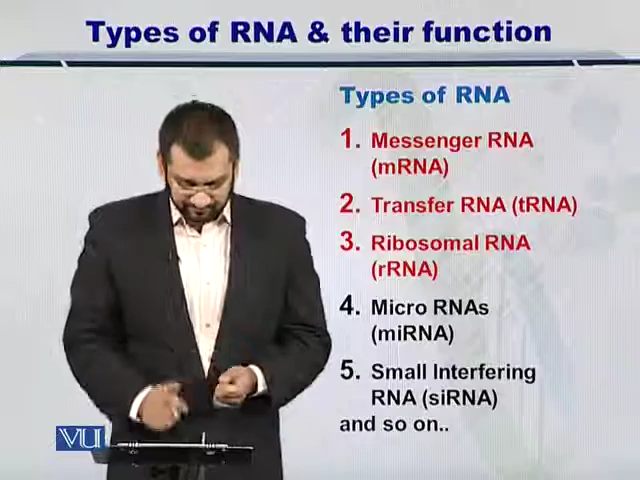 Types of RNA & their function
Types of RNA
1. Messenger RNA
(mRNA)
2. Transfer RNA (tRNA)
3. Ribosomal RNA
(rRNA)
4. Micro RNAs
(miRNA)
5. Small Interfering
RNA (siRNA)
and so on..
VU